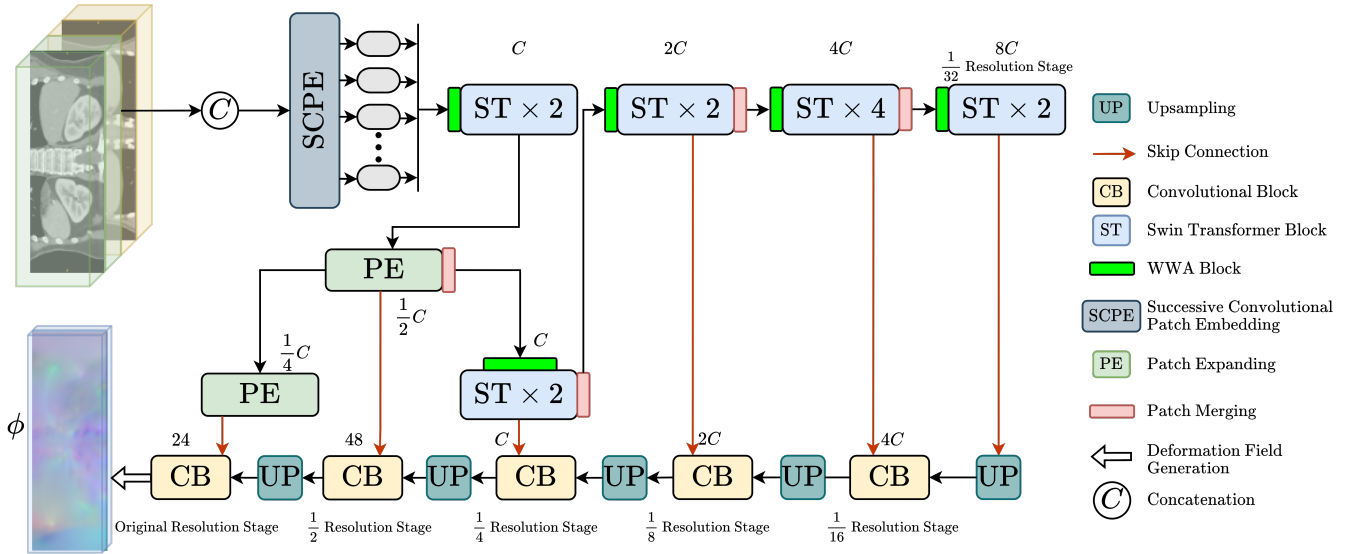 C
2C
4C
8C
1/32 Resolution Stage
C
SCPE
ST × 2
ST × 2
ST × 4
ST × 2
PE
1/2 C
1/4 C
PE
C
ST × 2
ϕ
24
48
C
2C
4C
CB
UP
CB
UP
CB
UP
CB
UP
CB
UP
Original Resolution Stage
1/2 Resolution Stage
1/4 Resolution Stage
1/8 Resolution Stage
1/16 Resolution Stage
UP Upsampling
Skip Connection
CB Convolutional Block
ST Swin Transformer Block
WWA Block
SCPE Successive Convolutional
Patch Embedding
PE Patch Expanding
Patch Merging
Deformation Field
Generation
C Concatenation